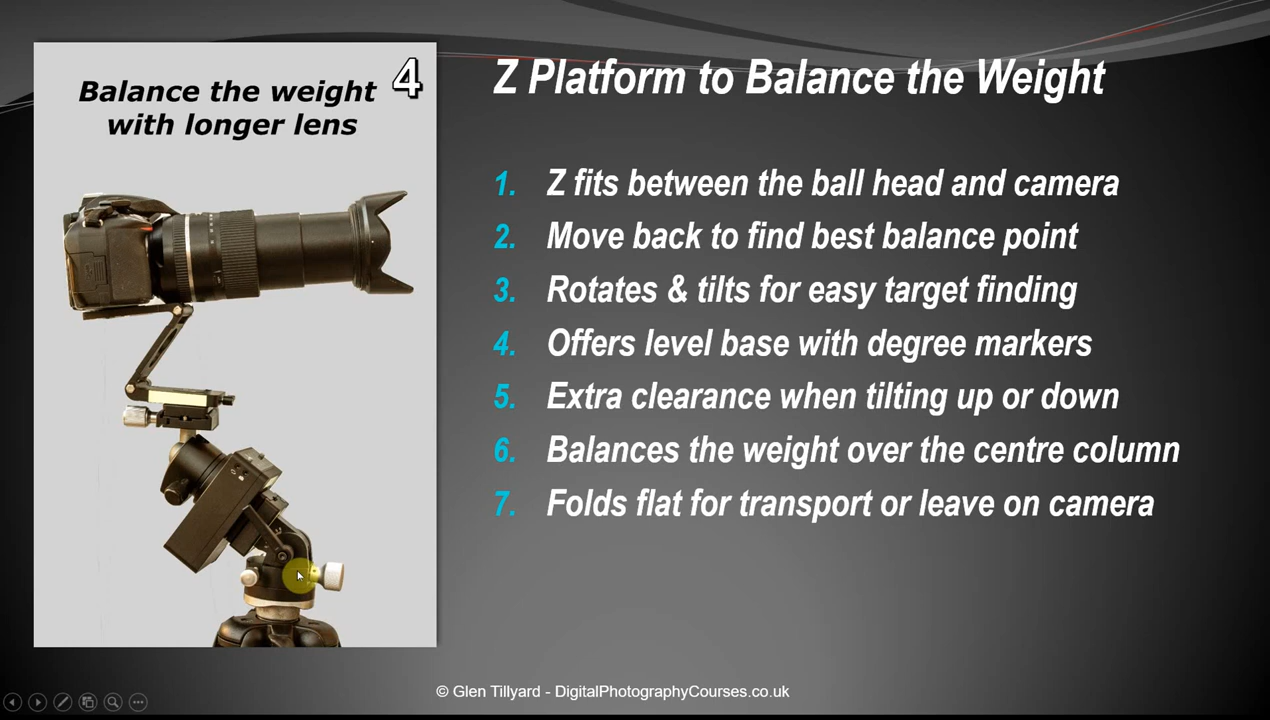 Balance the weight 4
with longer lens
Z Platform to Balance the Weight
1. Z fits between the ball head and camera
2. Move back to find best balance point
3. Rotates & tilts for easy target finding
4. Offers level base with degree markers
5. Extra clearance when tilting up or down
6. Balances the weight over the centre column
7. Folds flat for transport or leave on camera
© Glen Tillyard - DigitalPhotographyCourses.co.uk